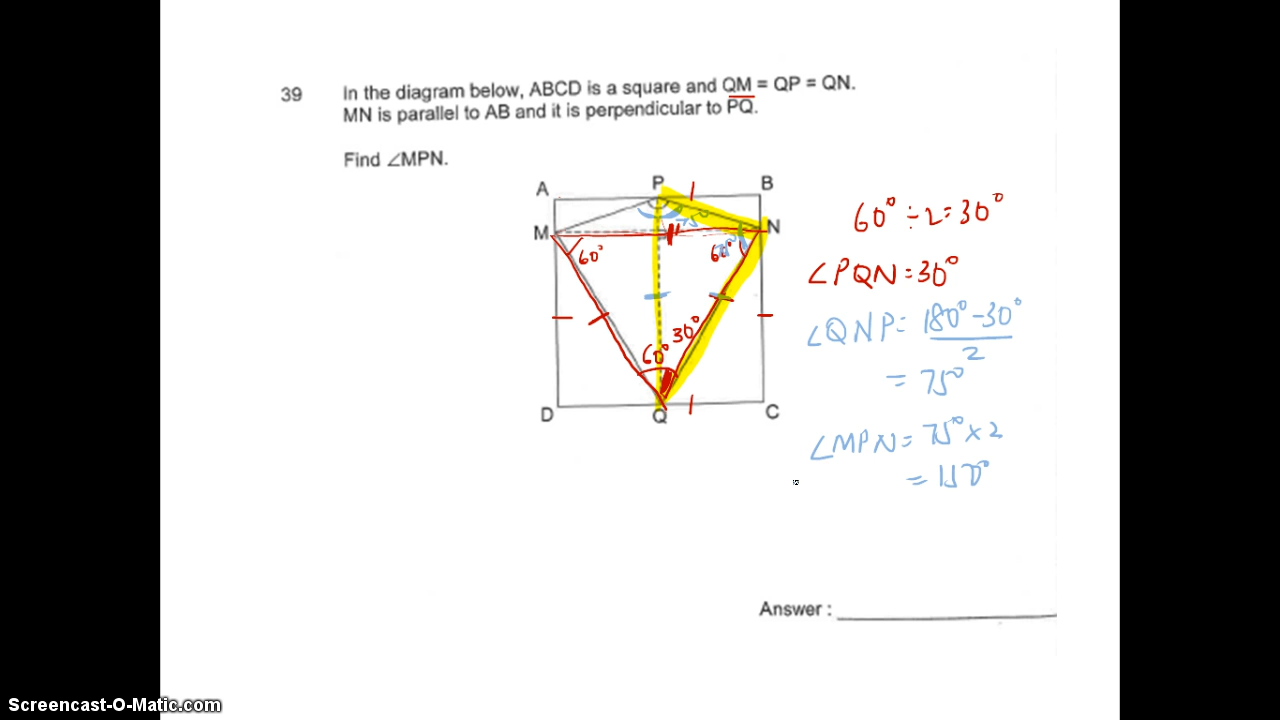 39 In the diagram below, ABCD is a square and QM = QP = QN.
MN is parallel to AB and it is perpendicular to PQ.
Find ∠MPN.
A P B
M N
75°
60° 60°
30°
60°
D Q C
60° ÷ 2 = 30°
∠PQN = 30°
∠QNP = 180° - 30°
2
= 75°
∠MPN = 75° x 2
= 150°
Answer :
Screencast-O-Matic.com